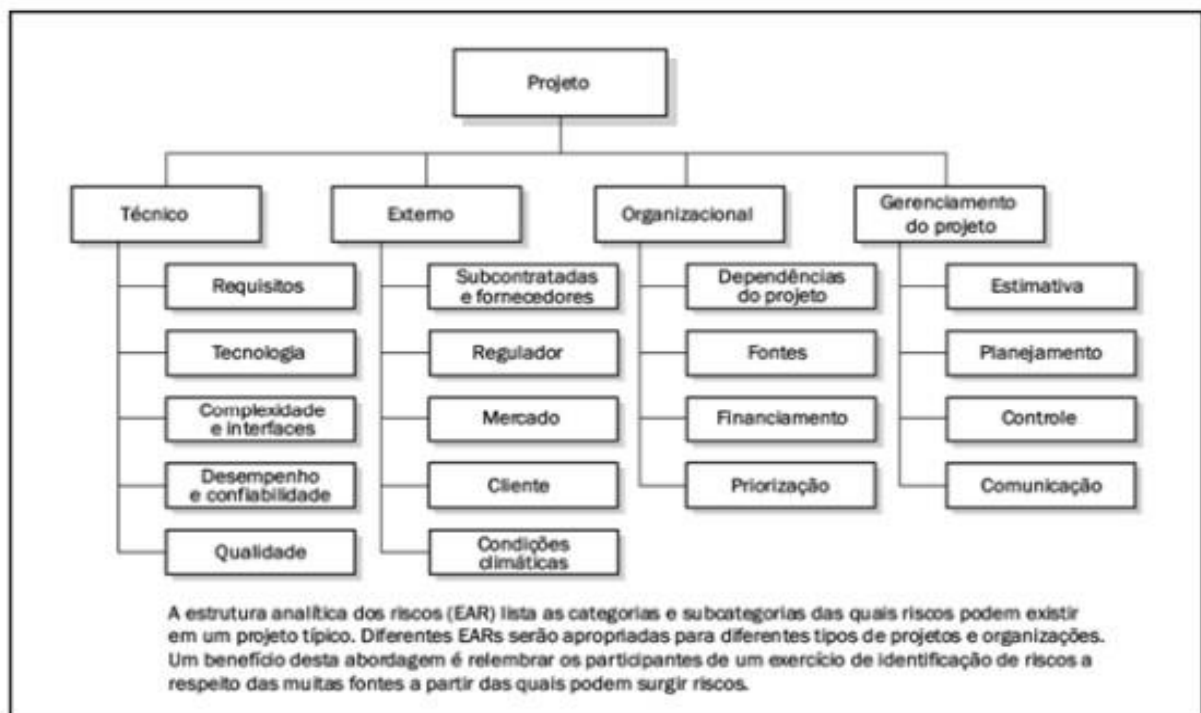 Projeto
Técnico
Externo
Organizacional
Gerenciamento
do projeto
Requisitos
Tecnologia
Complexidade
e interfaces
Desempenho
e confiabilidade
Qualidade
Subcontratadas
e fornecedores
Regulador
Mercado
Cliente
Condições
climáticas
Dependências
do projeto
Fontes
Financiamento
Priorização
Estimativa
Planejamento
Controle
Comunicação
A estrutura analítica dos riscos (EAR) lista as categorias e subcategorias das quais riscos podem existir
em um projeto típico. Diferentes EARs serão apropriadas para diferentes tipos de projetos e organizações.
Um benefício desta abordagem é relembrar os participantes de um exercício de identificação de riscos a
respeito das muitas fontes a partir das quais podem surgir riscos.